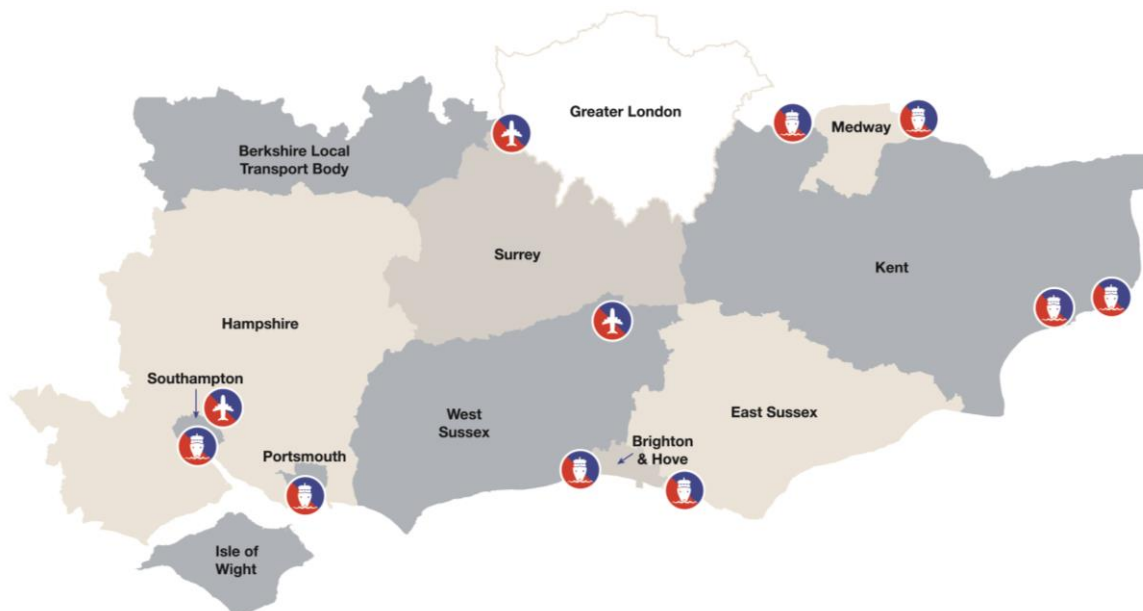 Greater London
Medway
Berkshire Local
Transport Body
Surrey
Kent
Hampshire
Southampton
West
Sussex
East Sussex
Brighton
& Hove
Portsmouth
Isle of
Wight